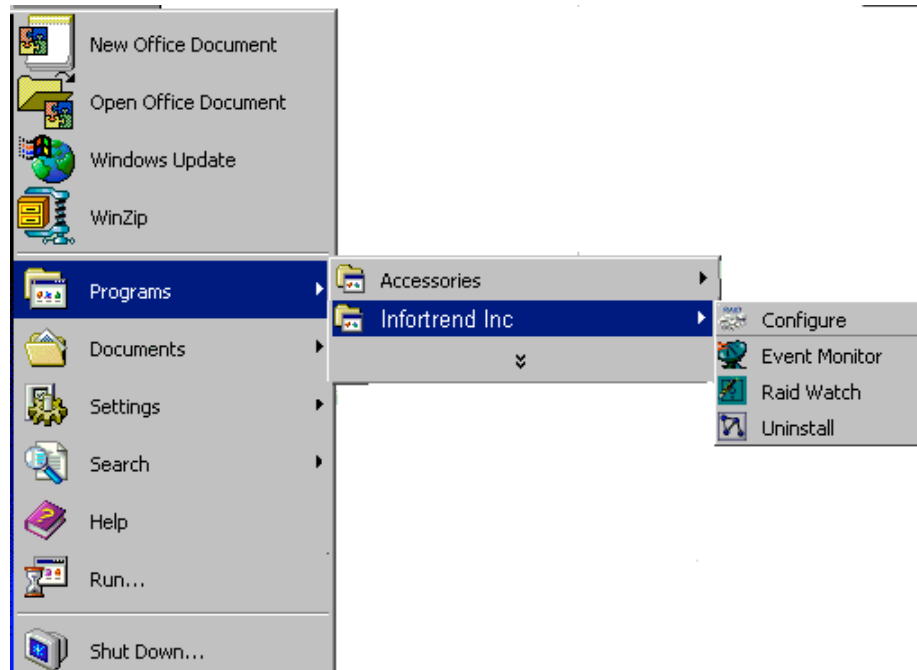 New Office Document
Open Office Document
Windows Update
WinZip
Programs
Documents
Settings
Search
Help
Run...
Shut Down...
Accessories
Infortrend Inc
Configure
Event Monitor
Raid Watch
Uninstall